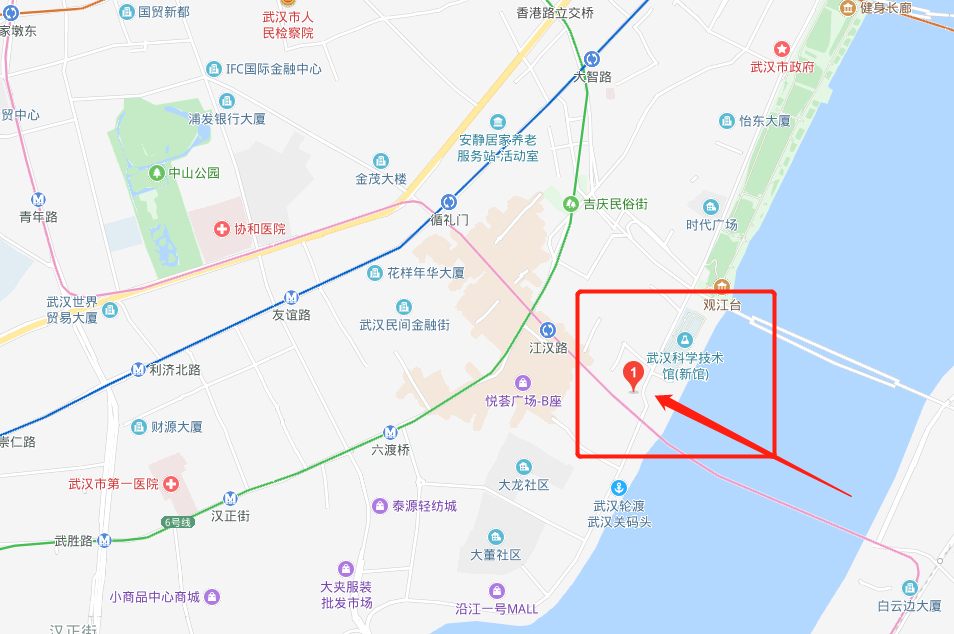 国贸新都
武汉市人
民检察院
香港路立交桥
健身长廊
家墩东
IFC国际金融中心
大智路
武汉市政府
贸中心
浦发银行大厦
怡东大厦
安静居家养老
服务站-活动室
中山公园
金茂大楼
青年路
循礼门
吉庆民俗街
协和医院
时代广场
花样年华大厦
武汉世界
贸易大厦
友谊路
武汉民间金融街
观江台
江汉路
武汉科学技术
馆(新馆)
利济北路
1
悦荟广场-B座
财源大厦
崇仁路
六渡桥
武汉市第一医院
大龙社区
汉正街
泰源轻纺城
武汉轮渡
武汉关码头
6号线
武胜路
大董社区
大夹服装
批发市场
小商品中心商城
沿江一号MALL
白云边大厦
汉正街